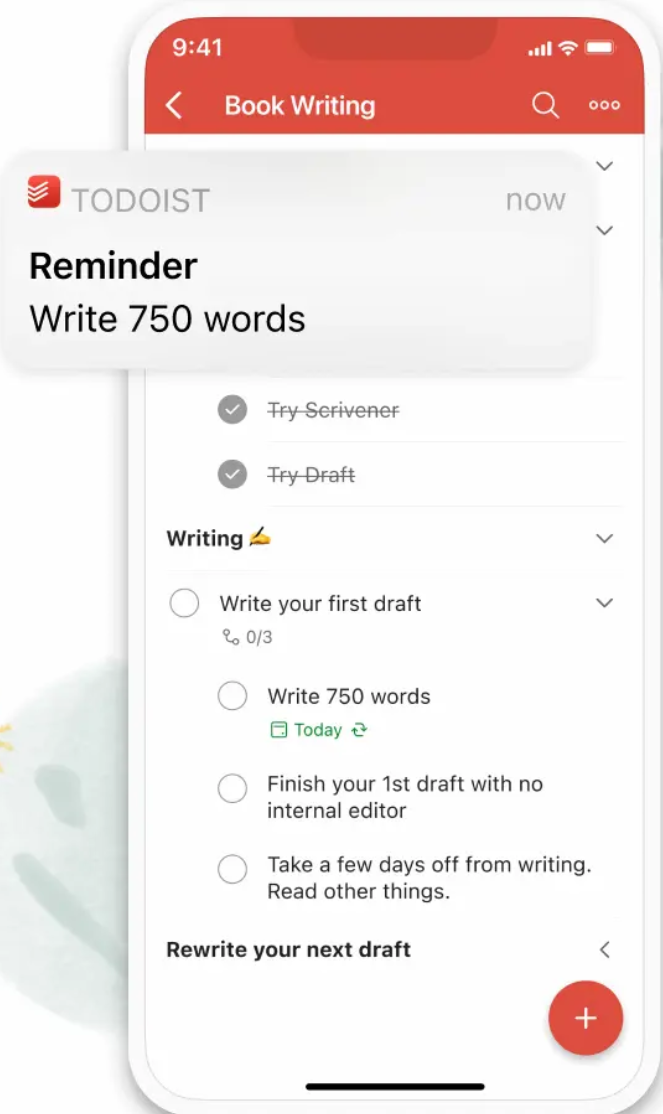 9:41
Book Writing
TODOIST now
Reminder
Write 750 words
Try Scrivener
Try Draft
Writing ✍️
Write your first draft
0/3
Write 750 words
Today
Finish your 1st draft with no
internal editor
Take a few days off from writing.
Read other things.
Rewrite your next draft